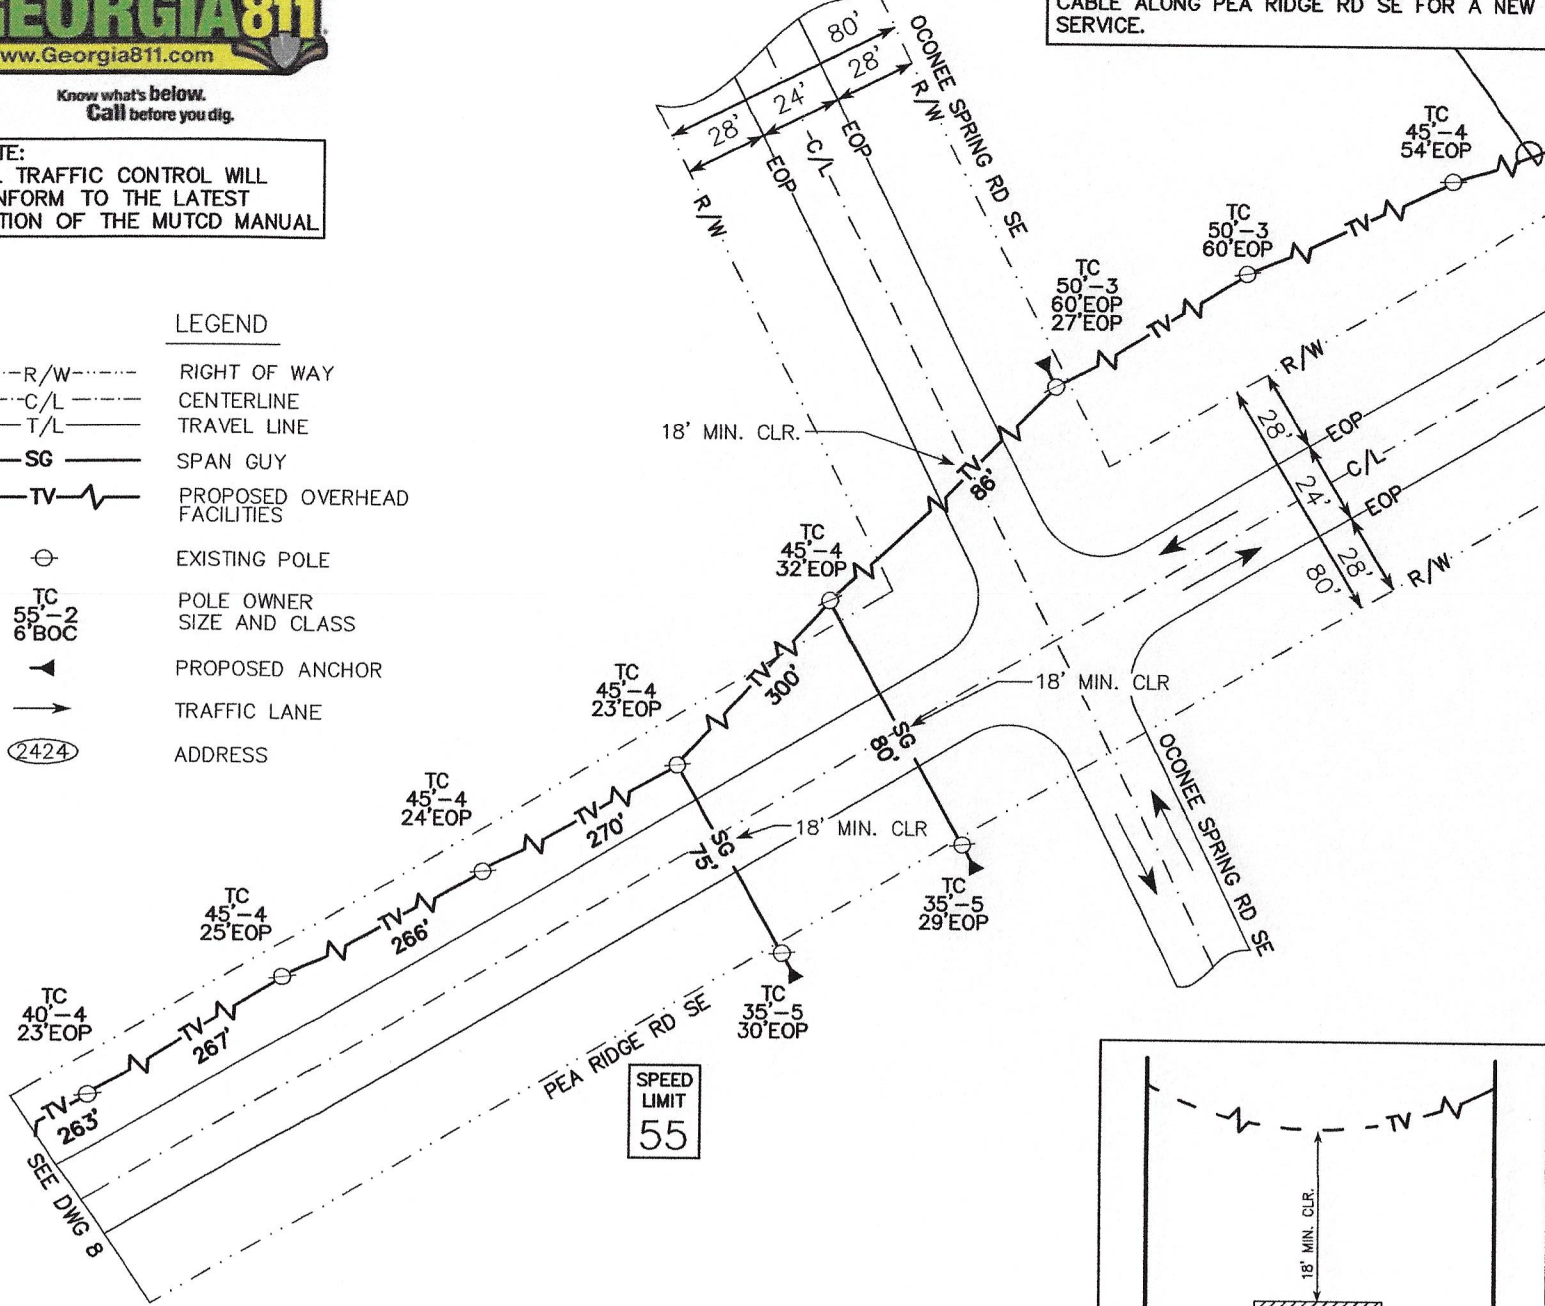 GEORGIA811
ww.Georgia811.com
Know what's below.
Call before you dig.
TE:
TRAFFIC CONTROL WILL
NFORM TO THE LATEST
TION OF THE MUTCD MANUAL
CABLE ALONG PEA RIDGE RD SE FOR A NEW
SERVICE.
LEGEND
R/W RIGHT OF WAY
C/L CENTERLINE
T/L TRAVEL LINE
SG SPAN GUY
TV PROPOSED OVERHEAD
FACILITIES
EXISTING POLE
TC
55'-2
6'BOC
POLE OWNER
SIZE AND CLASS
PROPOSED ANCHOR
TRAFFIC LANE
2424 ADDRESS
80'
28'
24'
28'
R/W
EOP
C/L
EOP
R/W
OCONEE SPRING RD SE
TC
45'-4
54'EOP
TV
TC
50'-3
60'EOP
TV
TC
50'-3
60'EOP
27'EOP
18' MIN. CLR.
TV
86'
TC
45'-4
32'EOP
TV
300'
R/W
28'
EOP
C/L
24'
EOP
28'
80'
R/W
18' MIN. CLR
SG
80'
TC
45'-4
23'EOP
TC
45'-4
24'EOP
TV
270'
SG
75'
18' MIN. CLR
TC
45'-4
25'EOP
TV
266'
TC
35'-5
29'EOP
OCONEE SPRING RD SE
TC
40'-4
23'EOP
TV
267'
TC
35'-5
30'EOP
TV
263'
PEA RIDGE RD SE
SPEED
LIMIT
55
SEE DWG 8
TV
18' MIN. CLR.